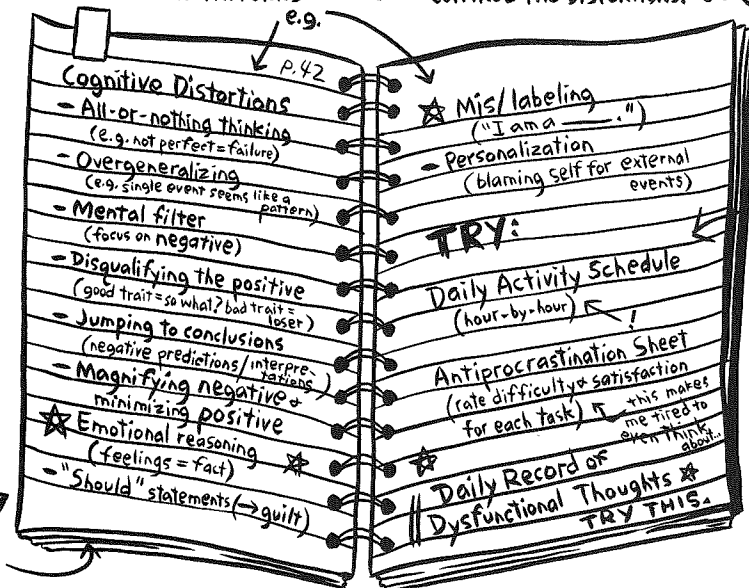 e.g.
p.42
Cognitive Distortions
- All-or-nothing thinking
(e.g. not perfect = failure)
- Overgeneralizing
(e.g. single event seems like a
pattern)
- Mental filter
(focus on negative)
- Disqualifying the positive
(good trait = so what? bad trait =
loser)
- Jumping to conclusions
(negative predictions/interpre-
tations)
- Magnifying negative &
minimizing positive
☆ Emotional reasoning
(feelings = fact) ☆
- "Should" statements (→ guilt)
☆ Mis/labeling
("I am a ___.")
- Personalization
(blaming self for external
events)
TRY:
Daily Activity Schedule
(hour-by-hour)
!
Antiprocrastination Sheet
(rate difficulty & satisfaction
for each task)
this makes
me tired to
even think
about...
☆
Daily Record of
Dysfunctional Thoughts ☆
TRY THIS.